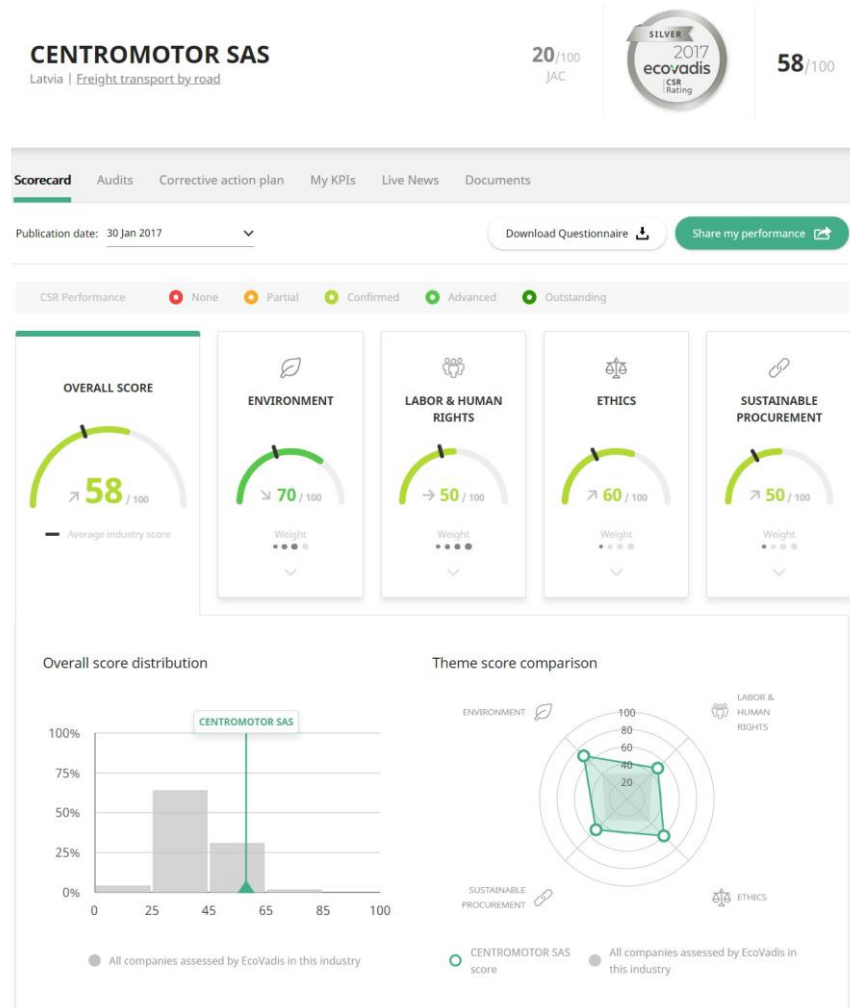 CENTROMOTOR SAS
Latvia | Freight transport by road
20/100
JAC
SILVER
2017
ecovadis
CSR
Rating
58/100
Scorecard Audits Corrective action plan My KPIs Live News Documents
Publication date: 30 Jan 2017
Download Questionnaire
Share my performance
CSR Performance None Partial Confirmed Advanced Outstanding
OVERALL SCORE
58 / 100
Average industry score
ENVIRONMENT
70 / 100
Weight
LABOR & HUMAN
RIGHTS
50 / 100
Weight
ETHICS
60 / 100
Weight
SUSTAINABLE
PROCUREMENT
50 / 100
Weight
Overall score distribution
CENTROMOTOR SAS
100%
75%
50%
25%
0%
0 25 45 65 85 100
All companies assessed by EcoVadis in this industry
Theme score comparison
ENVIRONMENT
LABOR &
HUMAN
RIGHTS
100
80
60
40
20
SUSTAINABLE
PROCUREMENT
ETHICS
CENTROMOTOR SAS
score
All companies assessed by EcoVadis in
this industry